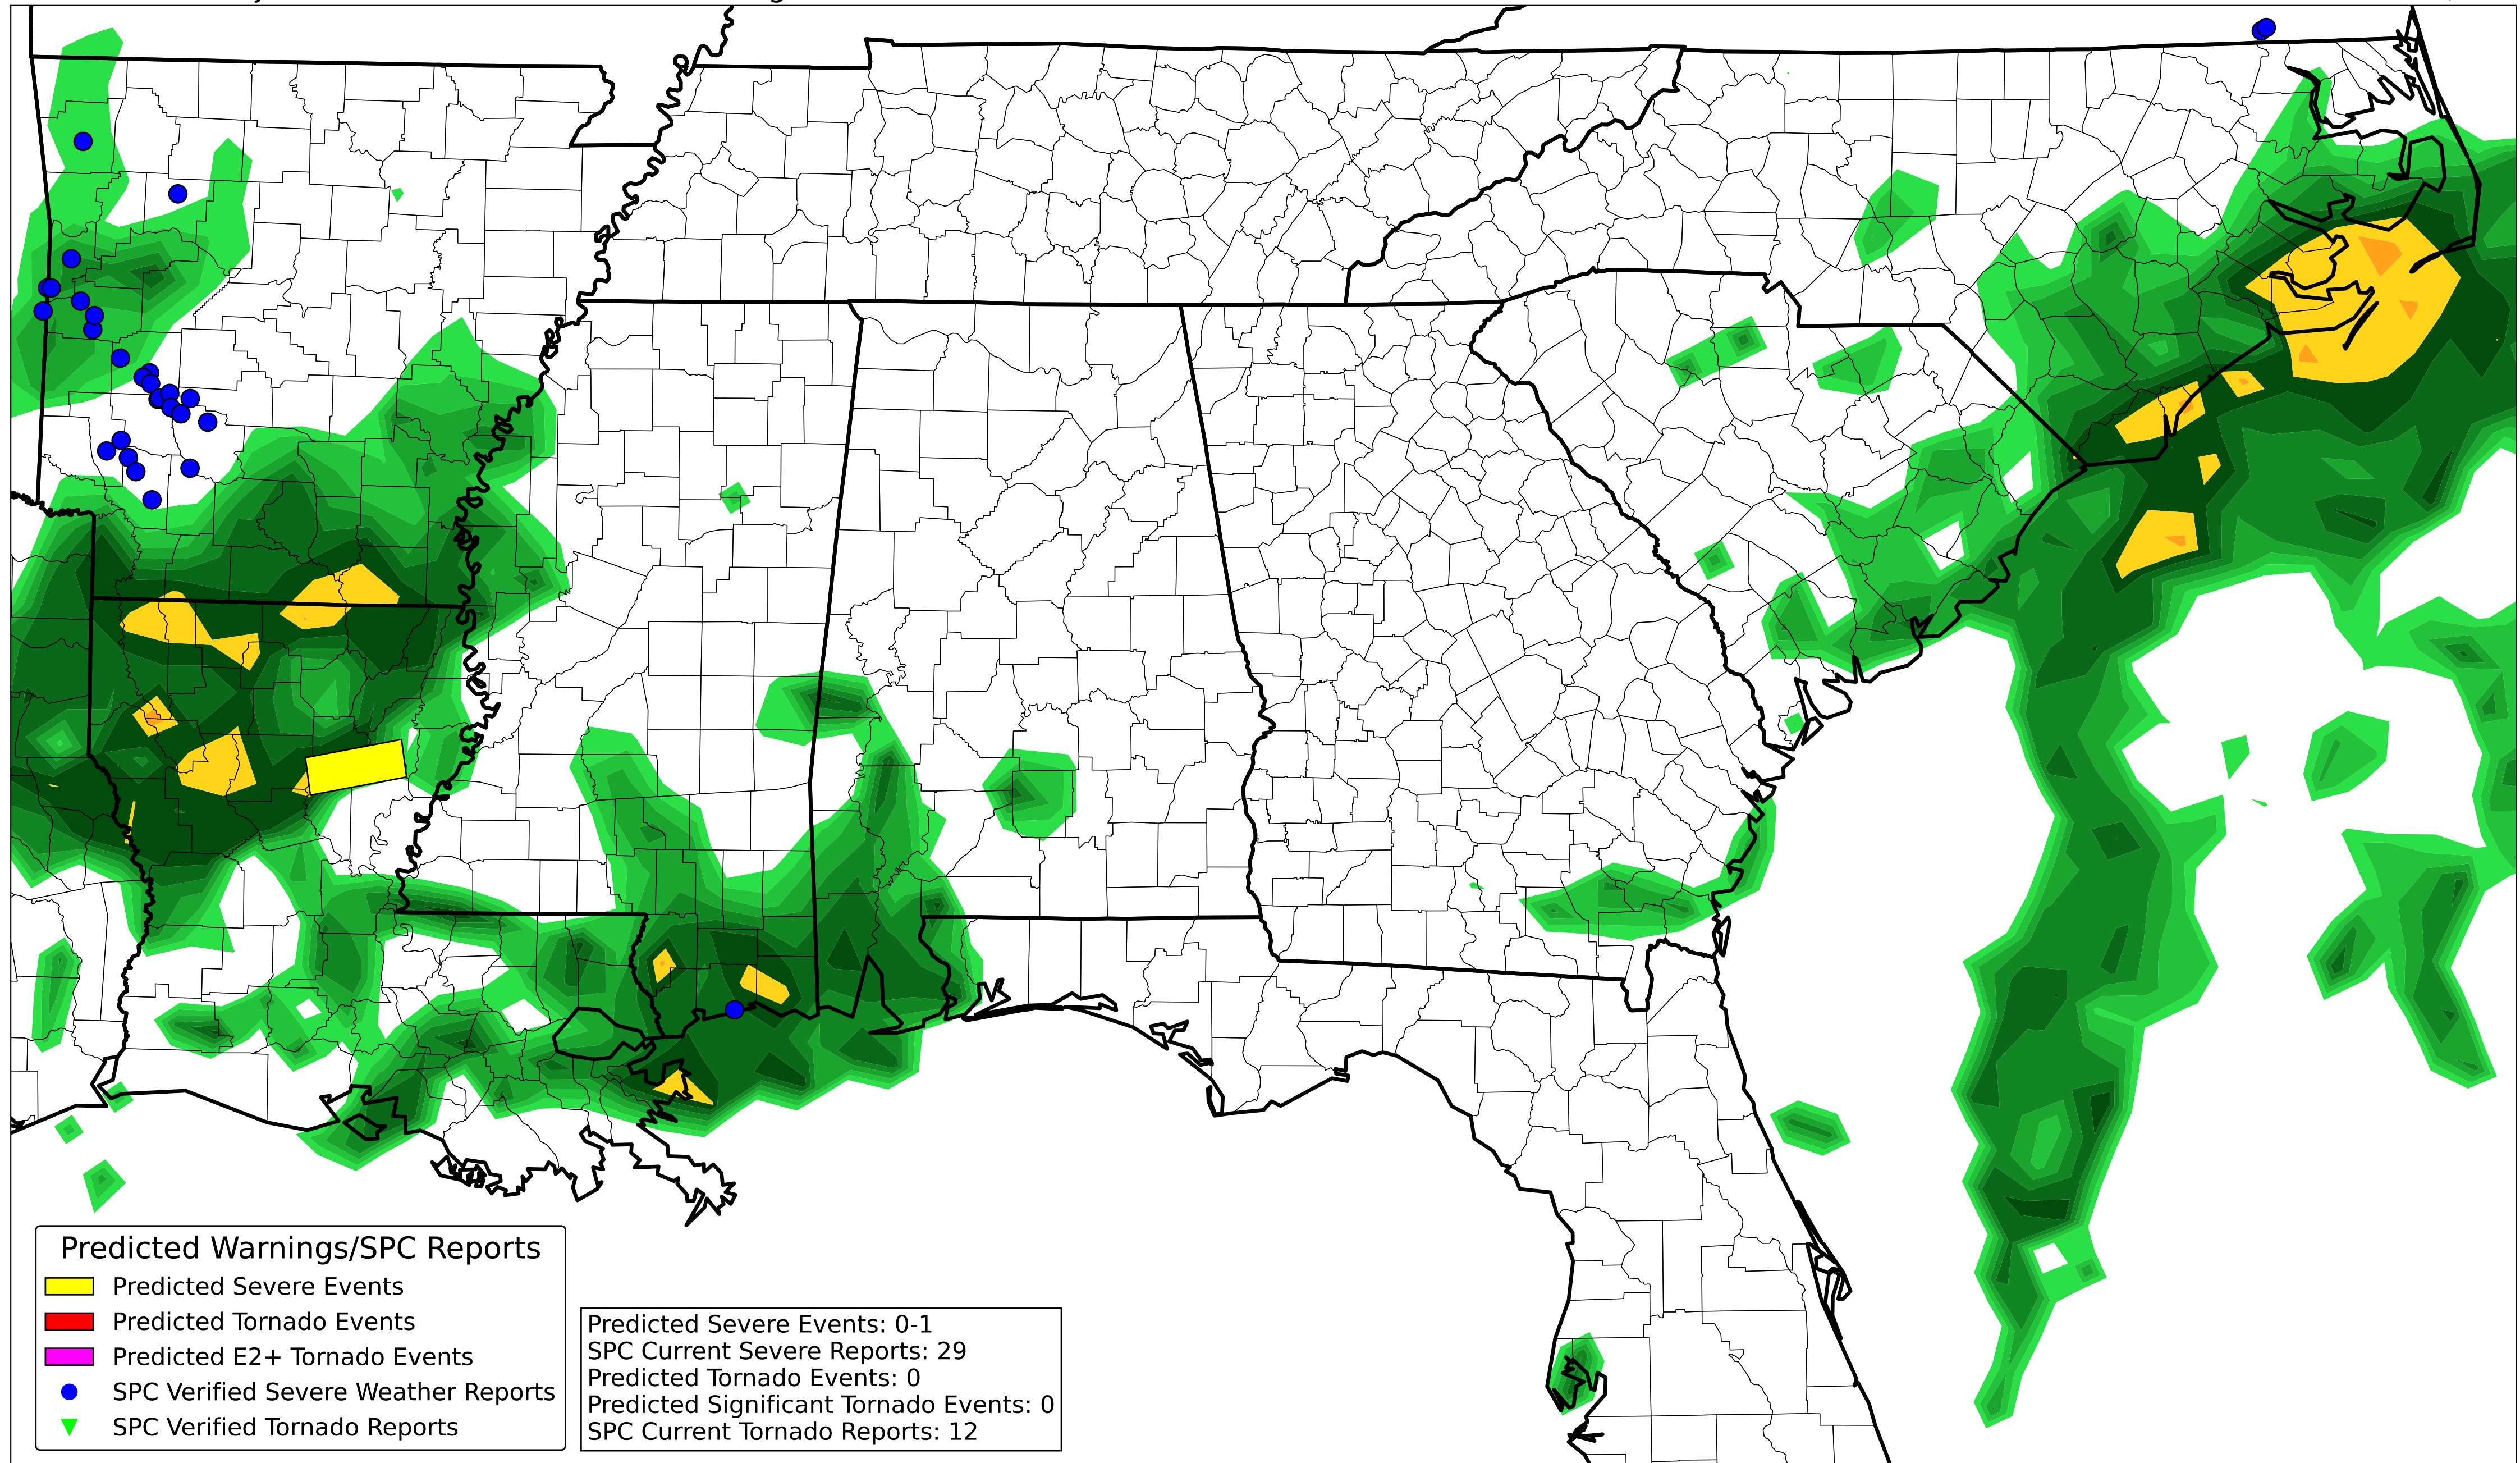 Predicted Warnings/SPC Reports
Predicted Severe Events
Predicted Tornado Events
Predicted E2+ Tornado Events
SPC Verified Severe Weather Reports
SPC Verified Tornado Reports
Predicted Severe Events: 0-1
SPC Current Severe Reports: 29
Predicted Tornado Events: 0
Predicted Significant Tornado Events: 0
SPC Current Tornado Reports: 12